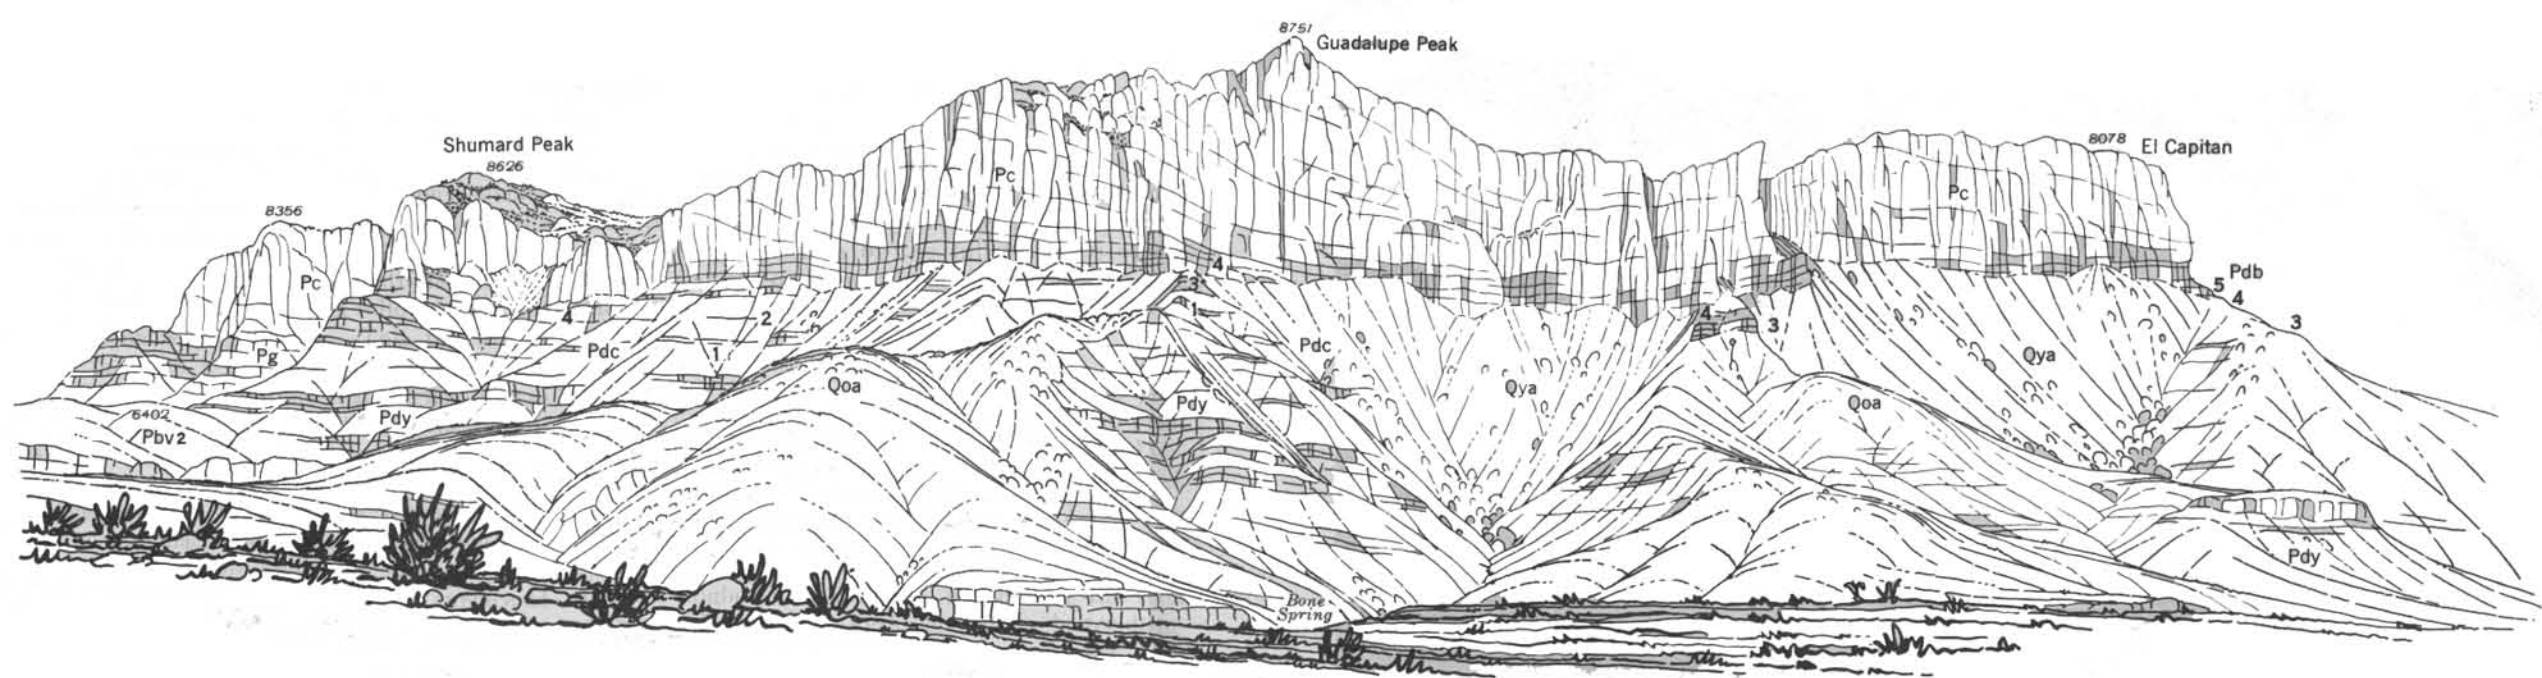 8751
Guadalupe Peak
Shumard Peak
8626
8078
El Capitan
8356
Pc
Pc
Pc
4
5
Pdb
4
3
4
2
3
1
4
3
Pdc
1
Pdc
Pg
Qya
Qya
Qoa
Qoa
6402
Pbv2
Pdy
Pdy
Pdy
Bone
Spring